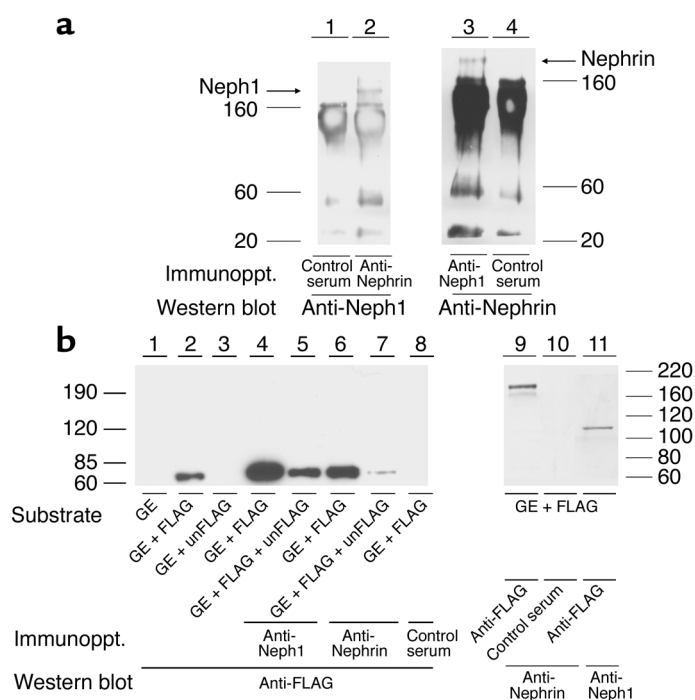 a
1 2 3 4
Neph1
Nephrin
160
160
60
60
20
20
Immunoppt.
Control serum
Anti-Nephrin
Anti-Neph1
Control serum
Western blot
Anti-Neph1
Anti-Nephrin
b
1 2 3 4 5 6 7 8 9 10 11
190
120
85
60
220
160
120
100
80
60
Substrate
GE
GE + FLAG
GE + unFLAG
GE + FLAG
GE + FLAG + unFLAG
GE + FLAG
GE + FLAG + unFLAG
GE + FLAG
GE + FLAG
Immunoppt.
Anti-Neph1
Anti-Nephrin
Control serum
Anti-FLAG
Control serum
Anti-FLAG
Western blot
Anti-FLAG
Anti-Nephrin
Anti-Neph1